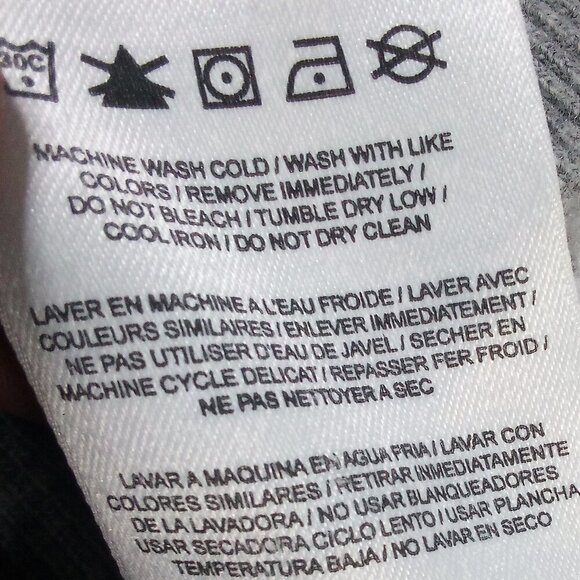 30C
MACHINE WASH COLD / WASH WITH LIKE
COLORS / REMOVE IMMEDIATELY /
DO NOT BLEACH / TUMBLE DRY LOW /
COOL IRON / DO NOT DRY CLEAN
LAVER EN MACHINE A L'EAU FROIDE / LAVER AVEC
COULEURS SIMILAIRES / ENLEVER IMMEDIATEMENT /
NE PAS UTILISER D'EAU DE JAVEL / SECHER EN
MACHINE CYCLE DELICAT / REPASSER FER FROID /
NE PAS NETTOYER A SEC
LAVAR A MAQUINA EN AGUA FRIA / LAVAR CON
COLORES SIMILARES / RETIRAR INMEDIATAMENTE
DE LA LAVADORA / NO USAR BLANQUEADORES
USAR SECADORA CICLO LENTO / USAR PLANCHA
TEMPERATURA BAJA / NO LAVAR EN SECO